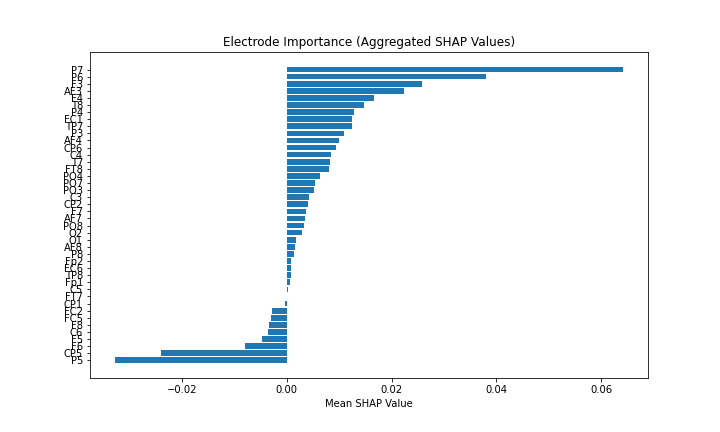 Electrode Importance (Aggregated SHAP Values)
P7
P6
F3
AF3
F4
T8
P4
FC1
TP7
P3
AF4
CP6
C4
T7
FT8
PO4
PO7
PO3
C3
CP2
F7
AF7
PO8
O2
O1
AF8
P8
Fp2
FC6
TP8
Fp1
C5
FT7
CP1
FC2
FC5
F8
C6
F5
F6
CP5
P5
−0.02 0.00 0.02 0.04 0.06
Mean SHAP Value